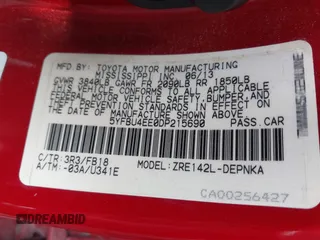 MFD. BY: TOYOTA MOTOR MANUFACTURING
MISSISSIPPI, INC. 06/13
GVWR 3840LB GAWR FR 2090LB RR 1850LB
THIS VEHICLE CONFORMS TO ALL APPLICABLE
FEDERAL MOTOR VEHICLE SAFETY, BUMPER, AND
THEFT PREVENTION STANDARDS IN EFFECT ON
THE DATE OF MANUFACTURE SHOWN ABOVE.
5YFBU4EE0DP215690 PASS.CAR
C/TR: 3R3/FB18 MODEL: ZRE142L-DEPNKA
A/TM: -03A/U341E
CA00256427
DREAMBID